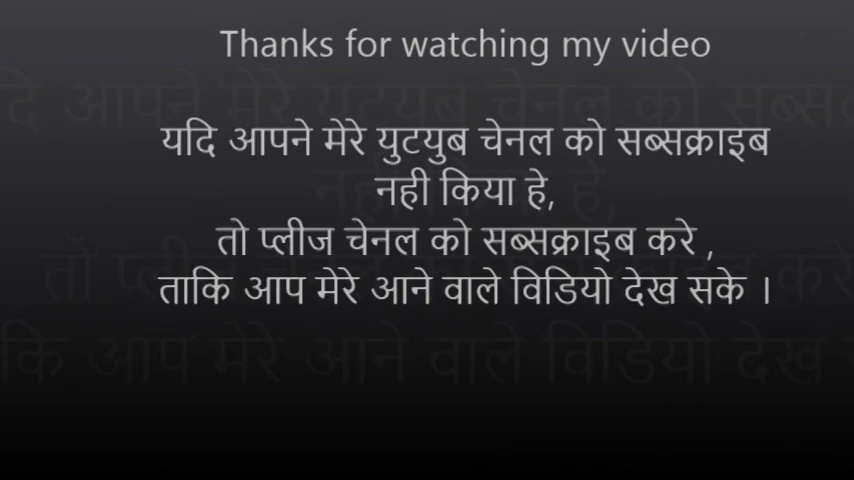 Thanks for watching my video
यदि आपने मेरे युटयुब चेनल को सब्सक्राइब
नही किया हे,
तो प्लीज चेनल को सब्सक्राइब करे ,
ताकि आप मेरे आने वाले विडियो देख सके ।